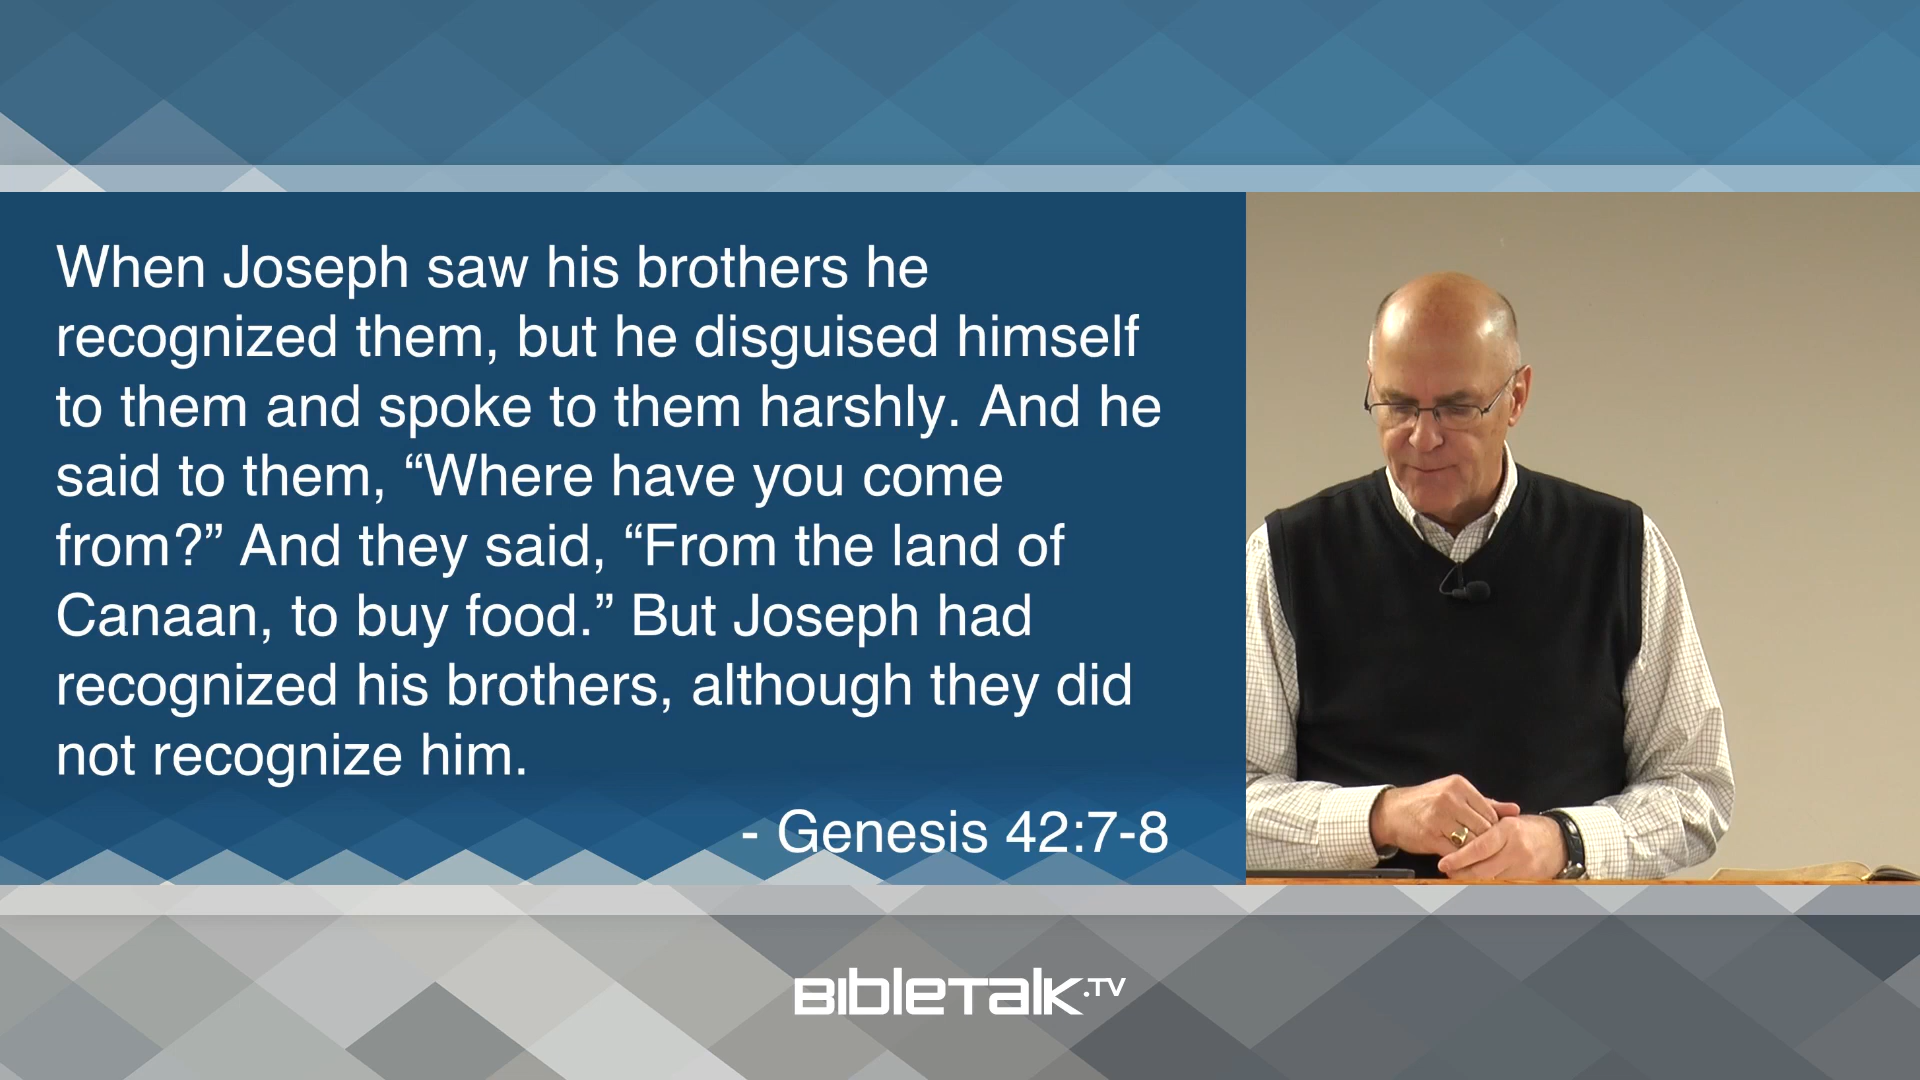 When Joseph saw his brothers he
recognized them, but he disguised himself
to them and spoke to them harshly. And he
said to them, “Where have you come
from?” And they said, “From the land of
Canaan, to buy food.” But Joseph had
recognized his brothers, although they did
not recognize him.
- Genesis 42:7-8
BIBLETALK.TV